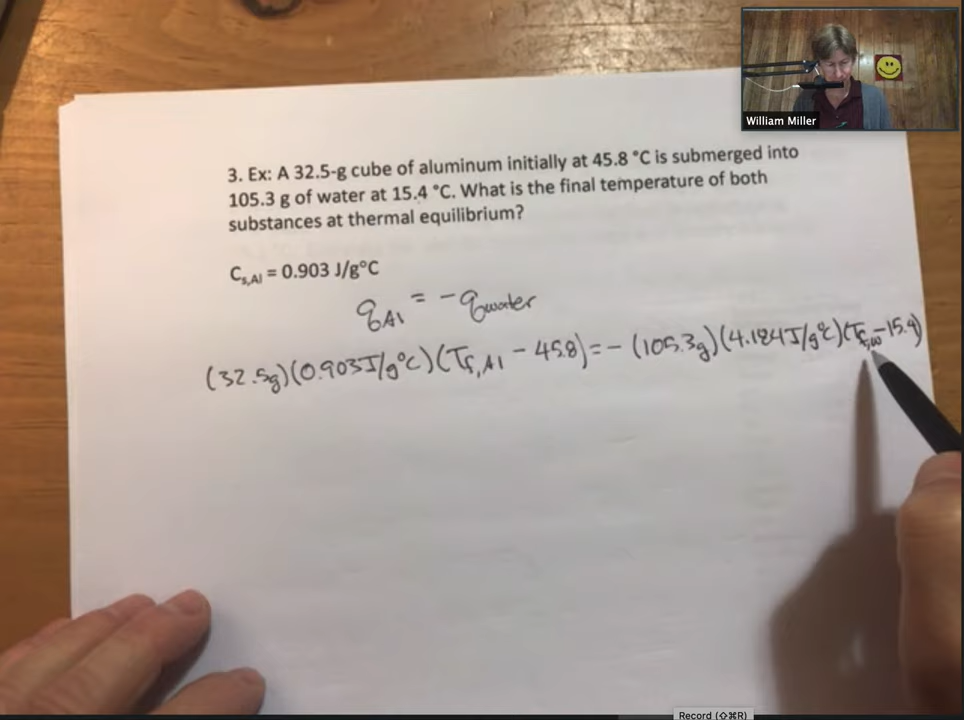 William Miller
3. Ex: A 32.5-g cube of aluminum initially at 45.8 °C is submerged into
105.3 g of water at 15.4 °C. What is the final temperature of both
substances at thermal equilibrium?
Cs,Al = 0.903 J/g°C
qAl = -qwater
(32.5g)(0.903J/g°C)(Tf,Al - 45.8) = - (105.3g)(4.184J/g°C)(Tf,w - 15.4)
Record (⇧⌘R)